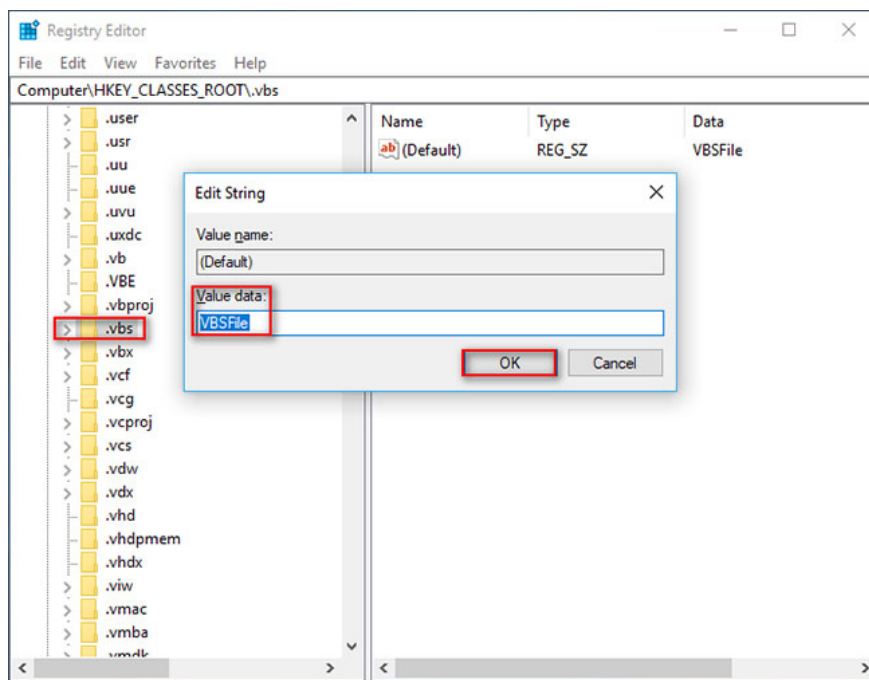 Registry Editor
File Edit View Favorites Help
Computer\HKEY_CLASSES_ROOT\.vbs
.user
.usr
.uu
.uue
.uvu
.uxdc
.vb
.VBE
.vbproj
.vbs
.vbx
.vcf
.vcg
.vcproj
.vcs
.vdw
.vdx
.vhd
.vhdpmem
.vhdx
.viw
.vmac
.vmba
.vmdk
Name Type Data
ab (Default) REG_SZ VBSFile
Edit String
Value name:
(Default)
Value data:
VBSFile
OK Cancel